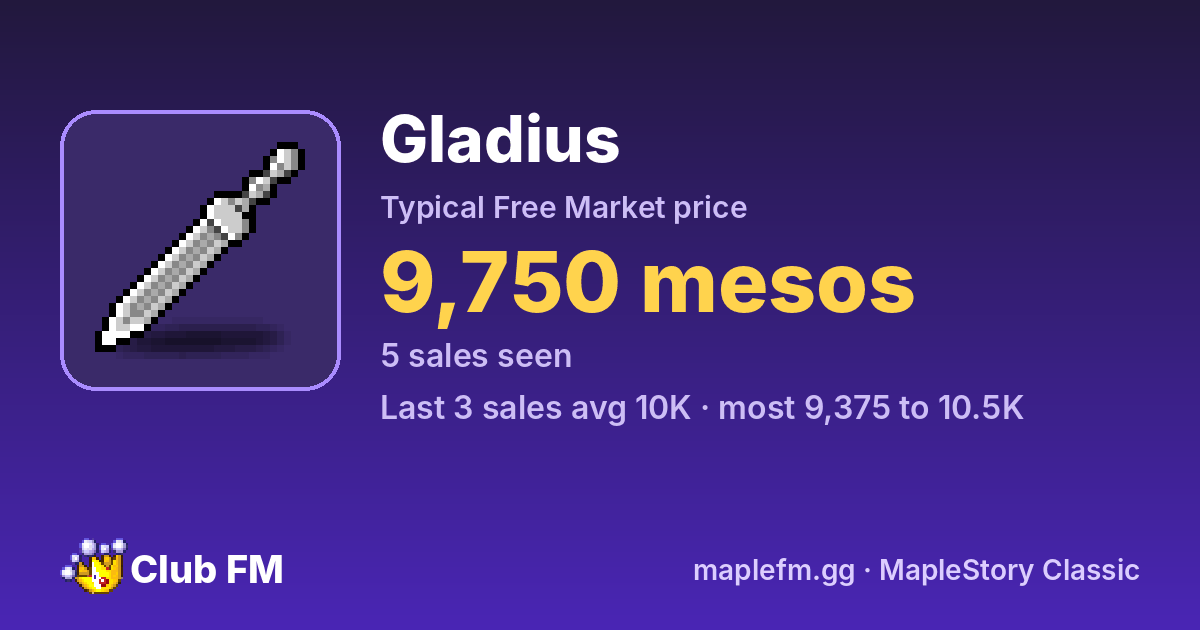 Gladius
Typical Free Market price
9,750 mesos
5 sales seen
Last 3 sales avg 10K · most 9,375 to 10.5K
Club FM
maplefm.gg · MapleStory Classic